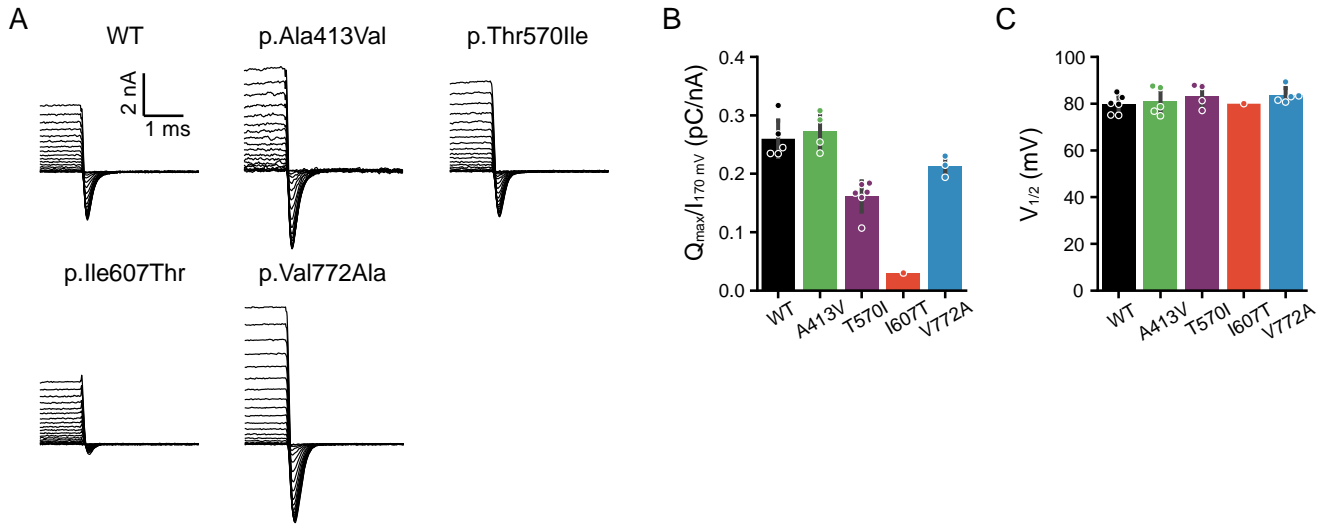 A
WT
p.Ala413Val
p.Thr570Ile
2 nA
1 ms
p.Ile607Thr
p.Val772Ala
B
Qmax/I170 mV (pC/nA)
0.4
0.3
0.2
0.1
0.0
WT
A413V
T570I
I607T
V772A
C
V1/2 (mV)
100
80
60
40
20
0
WT
A413V
T570I
I607T
V772A